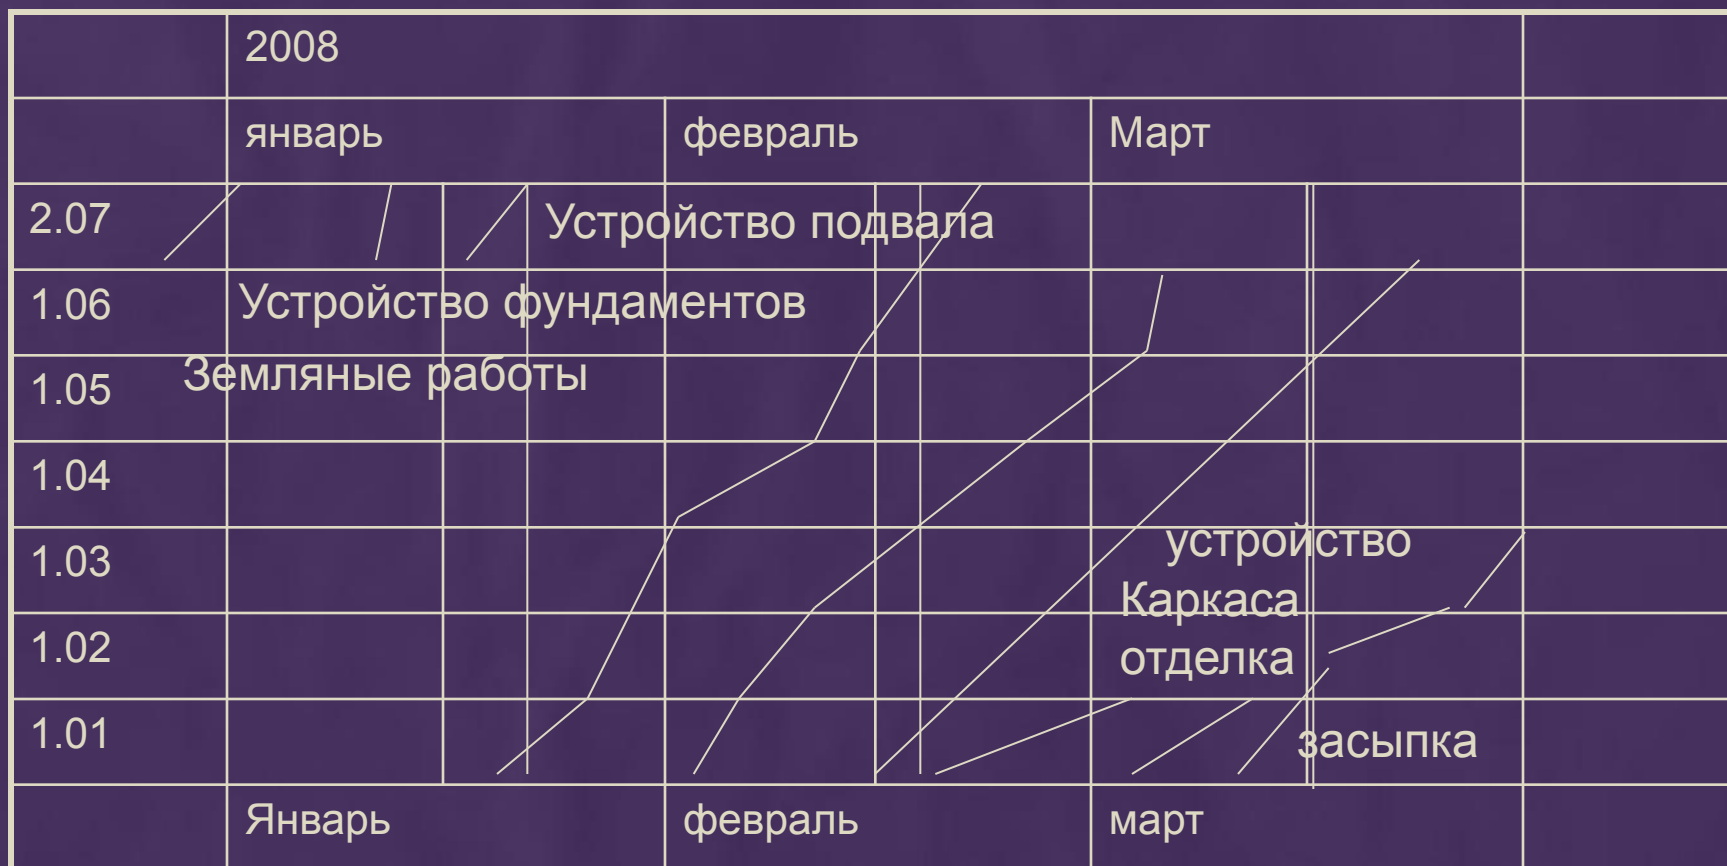 2008
январь февраль Март
2.07 Устройство подвала
1.06 Устройство фундаментов
1.05 Земляные работы
1.04
1.03 устройство
Каркаса
1.02 отделка
1.01 засыпка
Январь февраль март